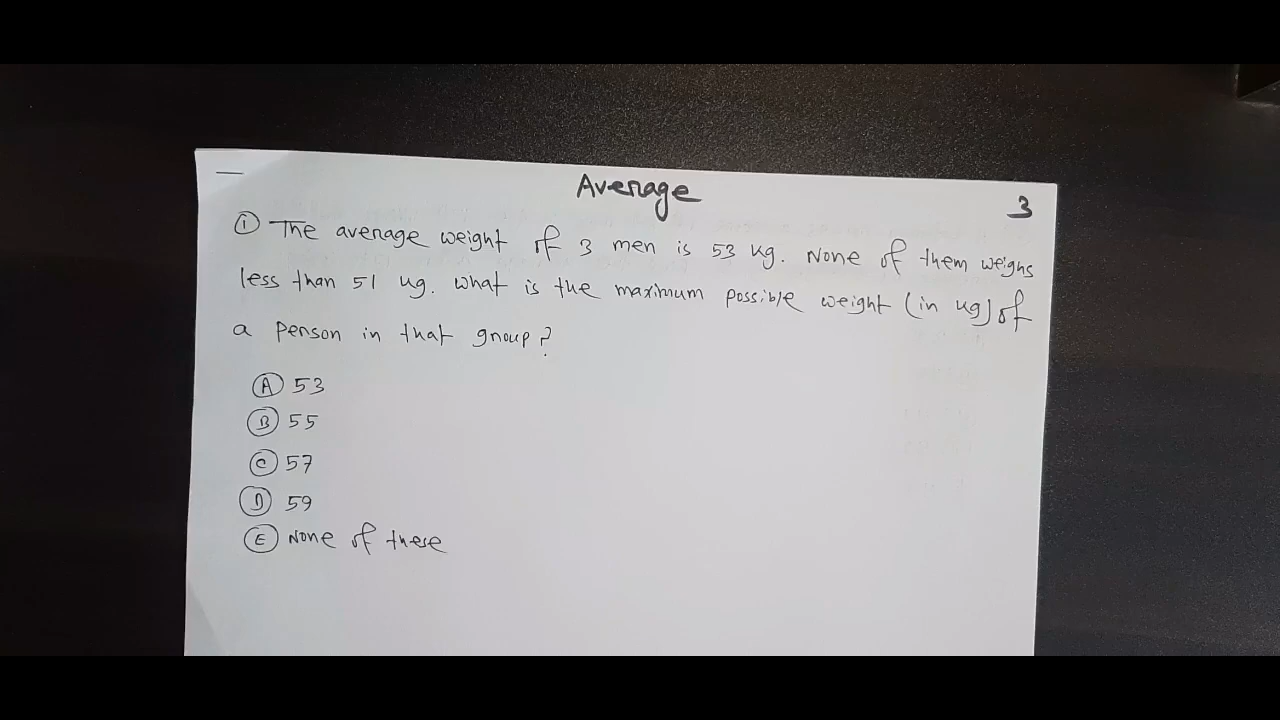 Average
3
① The average weight of 3 men is 53 kg. None of them weighs
less than 51 kg. What is the maximum possible weight (in kg) of
a person in that group?
Ⓐ 53
Ⓑ 55
Ⓒ 57
Ⓓ 59
Ⓔ None of these